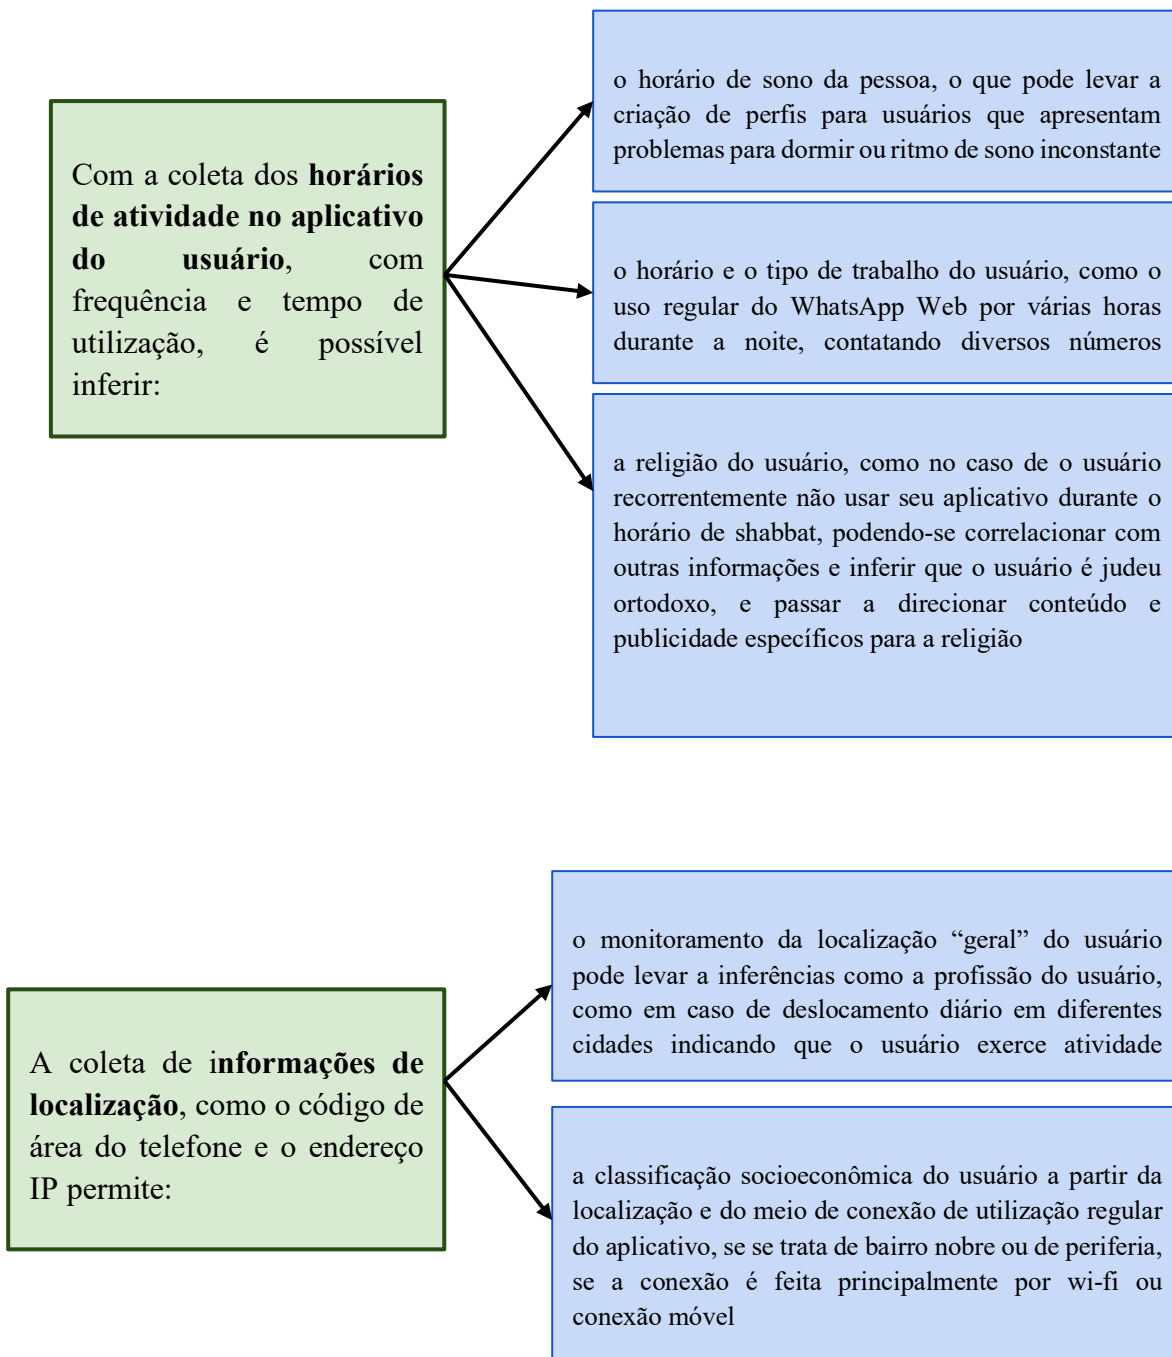 Com a coleta dos horários
de atividade no aplicativo
do usuário, com
frequência e tempo de
utilização, é possível
inferir:
o horário de sono da pessoa, o que pode levar a
criação de perfis para usuários que apresentam
problemas para dormir ou ritmo de sono inconstante
o horário e o tipo de trabalho do usuário, como o
uso regular do WhatsApp Web por várias horas
durante a noite, contatando diversos números
a religião do usuário, como no caso de o usuário
recorrentemente não usar seu aplicativo durante o
horário de shabbat, podendo-se correlacionar com
outras informações e inferir que o usuário é judeu
ortodoxo, e passar a direcionar conteúdo e
publicidade específicos para a religião
A coleta de informações de
localização, como o código de
área do telefone e o endereço
IP permite:
o monitoramento da localização “geral” do usuário
pode levar a inferências como a profissão do usuário,
como em caso de deslocamento diário em diferentes
cidades indicando que o usuário exerce atividade
a classificação socioeconômica do usuário a partir da
localização e do meio de conexão de utilização regular
do aplicativo, se se trata de bairro nobre ou de periferia,
se a conexão é feita principalmente por wi-fi ou
conexão móvel